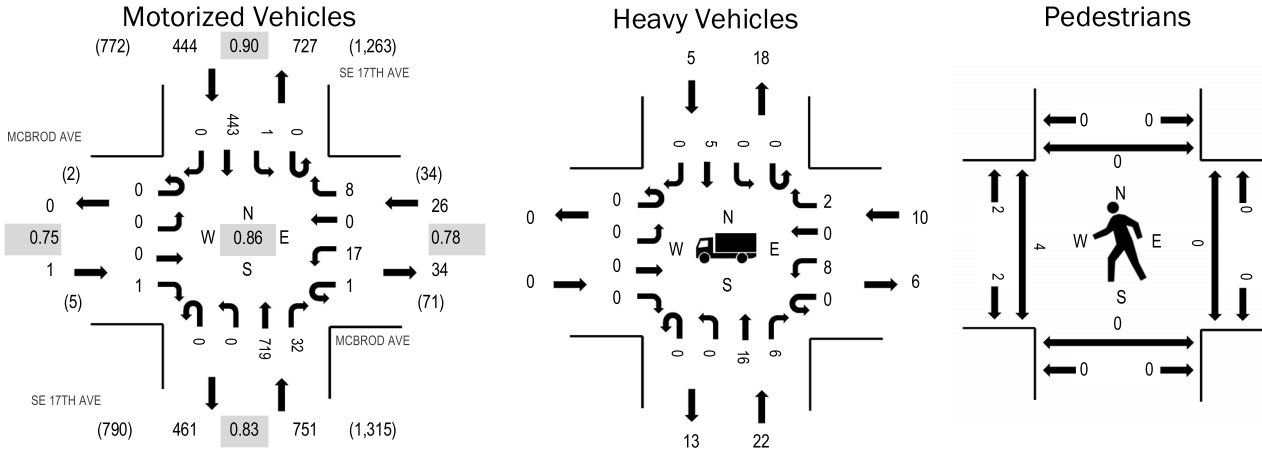 Motorized Vehicles
(772) 444 0.90 727 (1,263)
SE 17TH AVE
MCBROD AVE
0 443 1 0
(2) 0 8 (34)
0 0 0 26
0.75 N W 0.86 E S 0.78
1 0 17 34
(5) 1 1 (71)
0 0 719 32
MCBROD AVE
SE 17TH AVE
(790) 461 0.83 751 (1,315)
Heavy Vehicles
5 18
0 5 0 0
0 2
0 0 0 10
N
W E
S
0 0 8 6
0 0
0 0 16 6
13 22
Pedestrians
0 0
0
2 0
N
W E
4 0
S
2 0
0
0 0